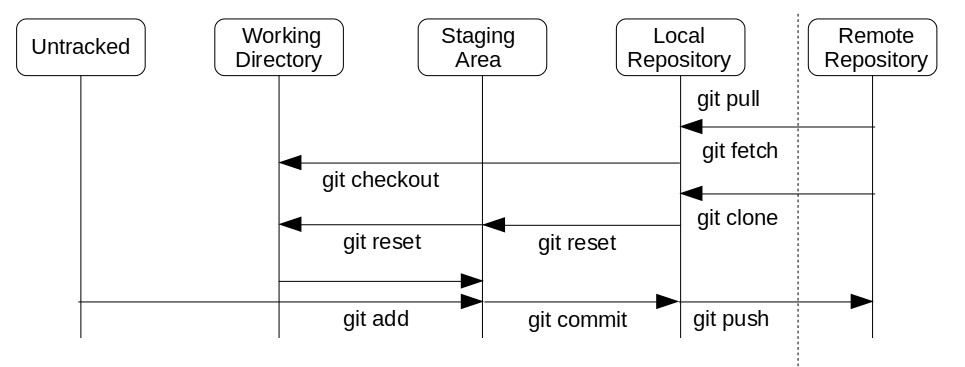 Untracked
Working
Directory
Staging
Area
Local
Repository
Remote
Repository
git pull
git fetch
git checkout
git clone
git reset
git reset
git add
git commit
git push